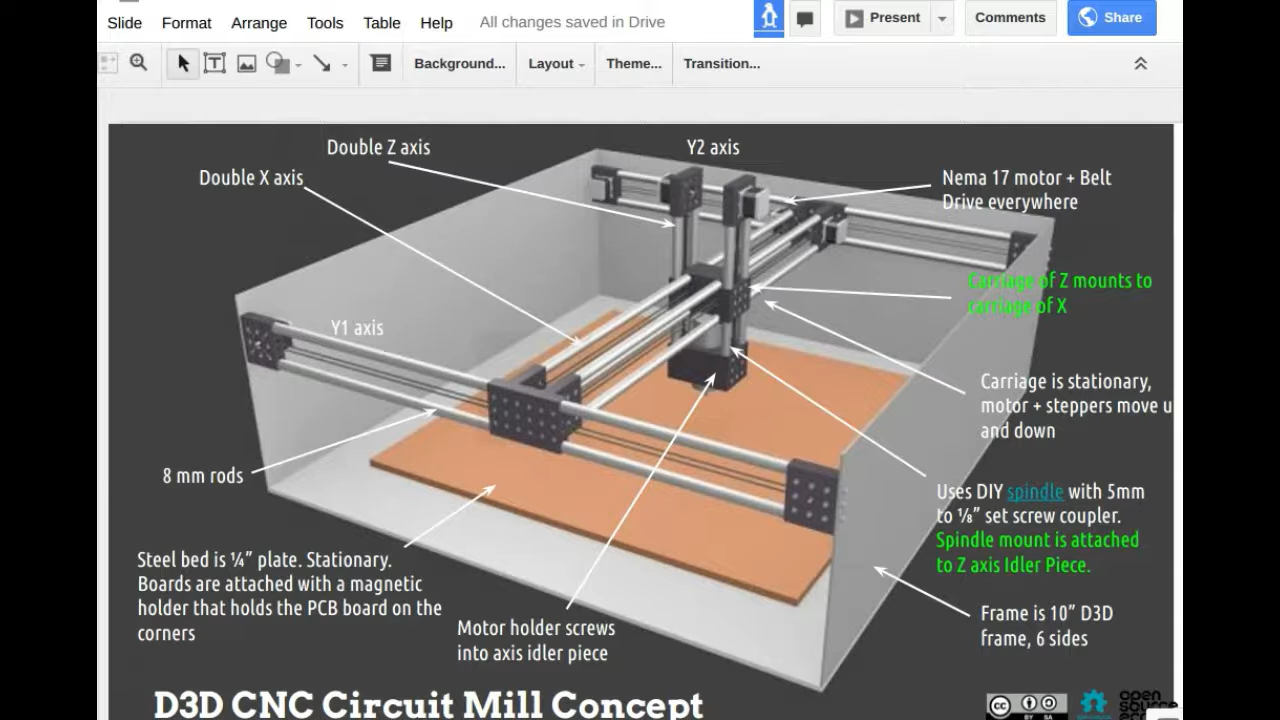 Slide Format Arrange Tools Table Help All changes saved in Drive Present Comments Share
Background... Layout Theme... Transition...
Double Z axis
Y2 axis
Double X axis
Nema 17 motor + Belt
Drive everywhere
Carriage of Z mounts to
carriage of X
Y1 axis
Carriage is stationary,
motor + steppers move u
and down
8 mm rods
Uses DIY spindle with 5mm
to ⅛” set screw coupler.
Spindle mount is attached
to Z axis Idler Piece.
Steel bed is ¼” plate. Stationary.
Boards are attached with a magnetic
holder that holds the PCB board on the
corners
Motor holder screws
into axis idler piece
Frame is 10” D3D
frame, 6 sides
D3D CNC Circuit Mill Concept
cc
BY SA
open
source